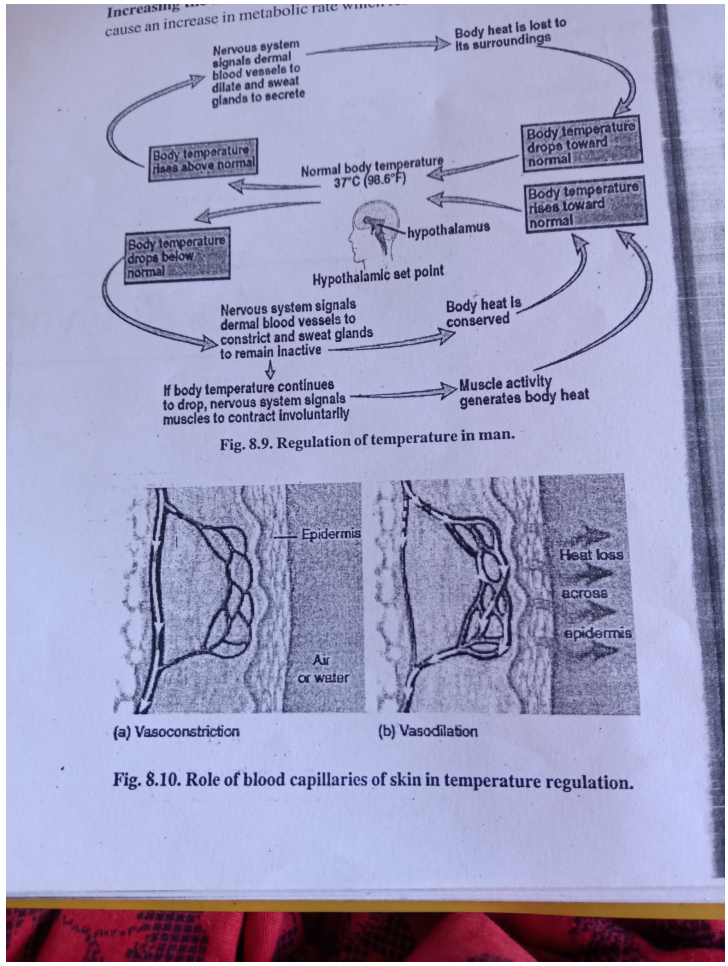 Increasing
cause an increase in metabolic rate
Nervous system
signals dermal
blood vessels to
dilate and sweat
glands to secrete
Body heat is lost to
its surroundings
Body temperature
rises above normal
Normal body temperature
37°C (98.6°F)
Body temperature
drops toward
normal
Body temperature
rises toward
normal
hypothalamus
Hypothalamic set point
Body temperature
drops below
normal
Nervous system signals
dermal blood vessels to
constrict and sweat glands
to remain inactive
Body heat is
conserved
If body temperature continues
to drop, nervous system signals
muscles to contract involuntarily
Muscle activity
generates body heat
Fig. 8.9. Regulation of temperature in man.
Epidermis
Air
or water
Heat loss
across
epidermis
(a) Vasoconstriction
(b) Vasodilation
Fig. 8.10. Role of blood capillaries of skin in temperature regulation.